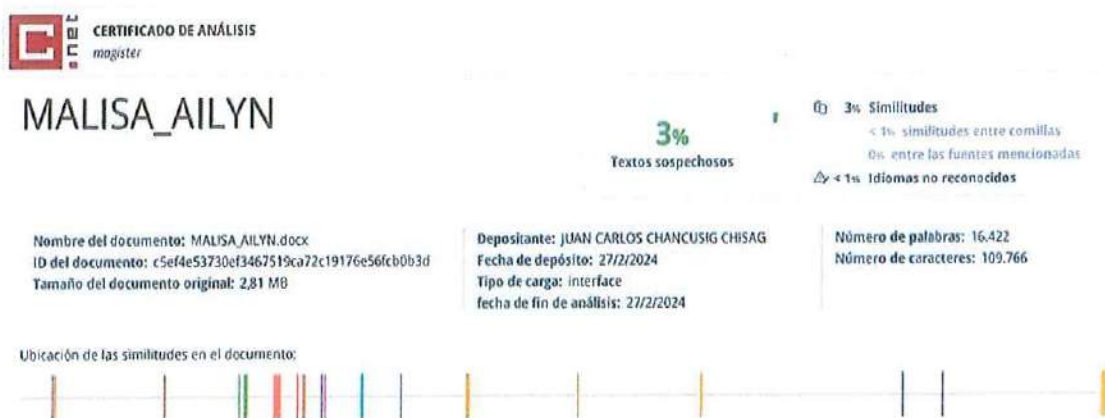 C .net
CERTIFICADO DE ANÁLISIS
magíster
MALISA_AILYN
3%
Textos sospechosos
3% Similitudes
< 1% similitudes entre comillas
0% entre las fuentes mencionadas
< 1% Idiomas no reconocidos
Nombre del documento: MALISA_AILYN.docx
ID del documento: c5ef4e53730ef3467519ca72c19176e56fcb0b3d
Tamaño del documento original: 2,81 MB
Depositante: JUAN CARLOS CHANCUSIG CHISAG
Fecha de depósito: 27/2/2024
Tipo de carga: interface
fecha de fin de análisis: 27/2/2024
Número de palabras: 16.422
Número de caracteres: 109.766
Ubicación de las similitudes en el documento: